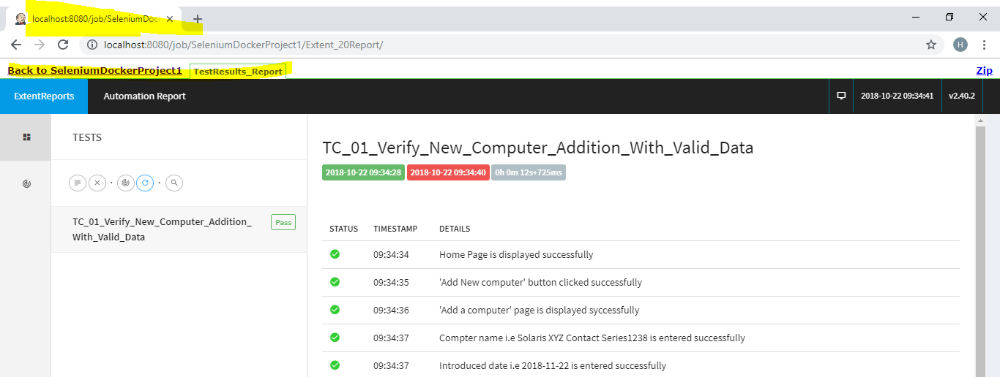 localhost:8080/job/SeleniumDoc
localhost:8080/job/SeleniumDockerProject1/Extent_20Report/
H
Back to SeleniumDockerProject1 TestResults_Report Zip
ExtentReports Automation Report 2018-10-22 09:34:41 v2.40.2
TESTS
TC_01_Verify_New_Computer_Addition_
With_Valid_Data
Pass
TC_01_Verify_New_Computer_Addition_With_Valid_Data
2018-10-22 09:34:28 2018-10-22 09:34:40 0h 0m 12s+725ms
STATUS TIMESTAMP DETAILS
09:34:34 Home Page is displayed successfully
09:34:35 'Add New computer' button clicked successfully
09:34:36 'Add a computer' page is displayed syccessfully
09:34:37 Compter name i.e Solaris XYZ Contact Series1238 is entered successfully
09:34:37 Introduced date i.e 2018-11-22 is entered successfully